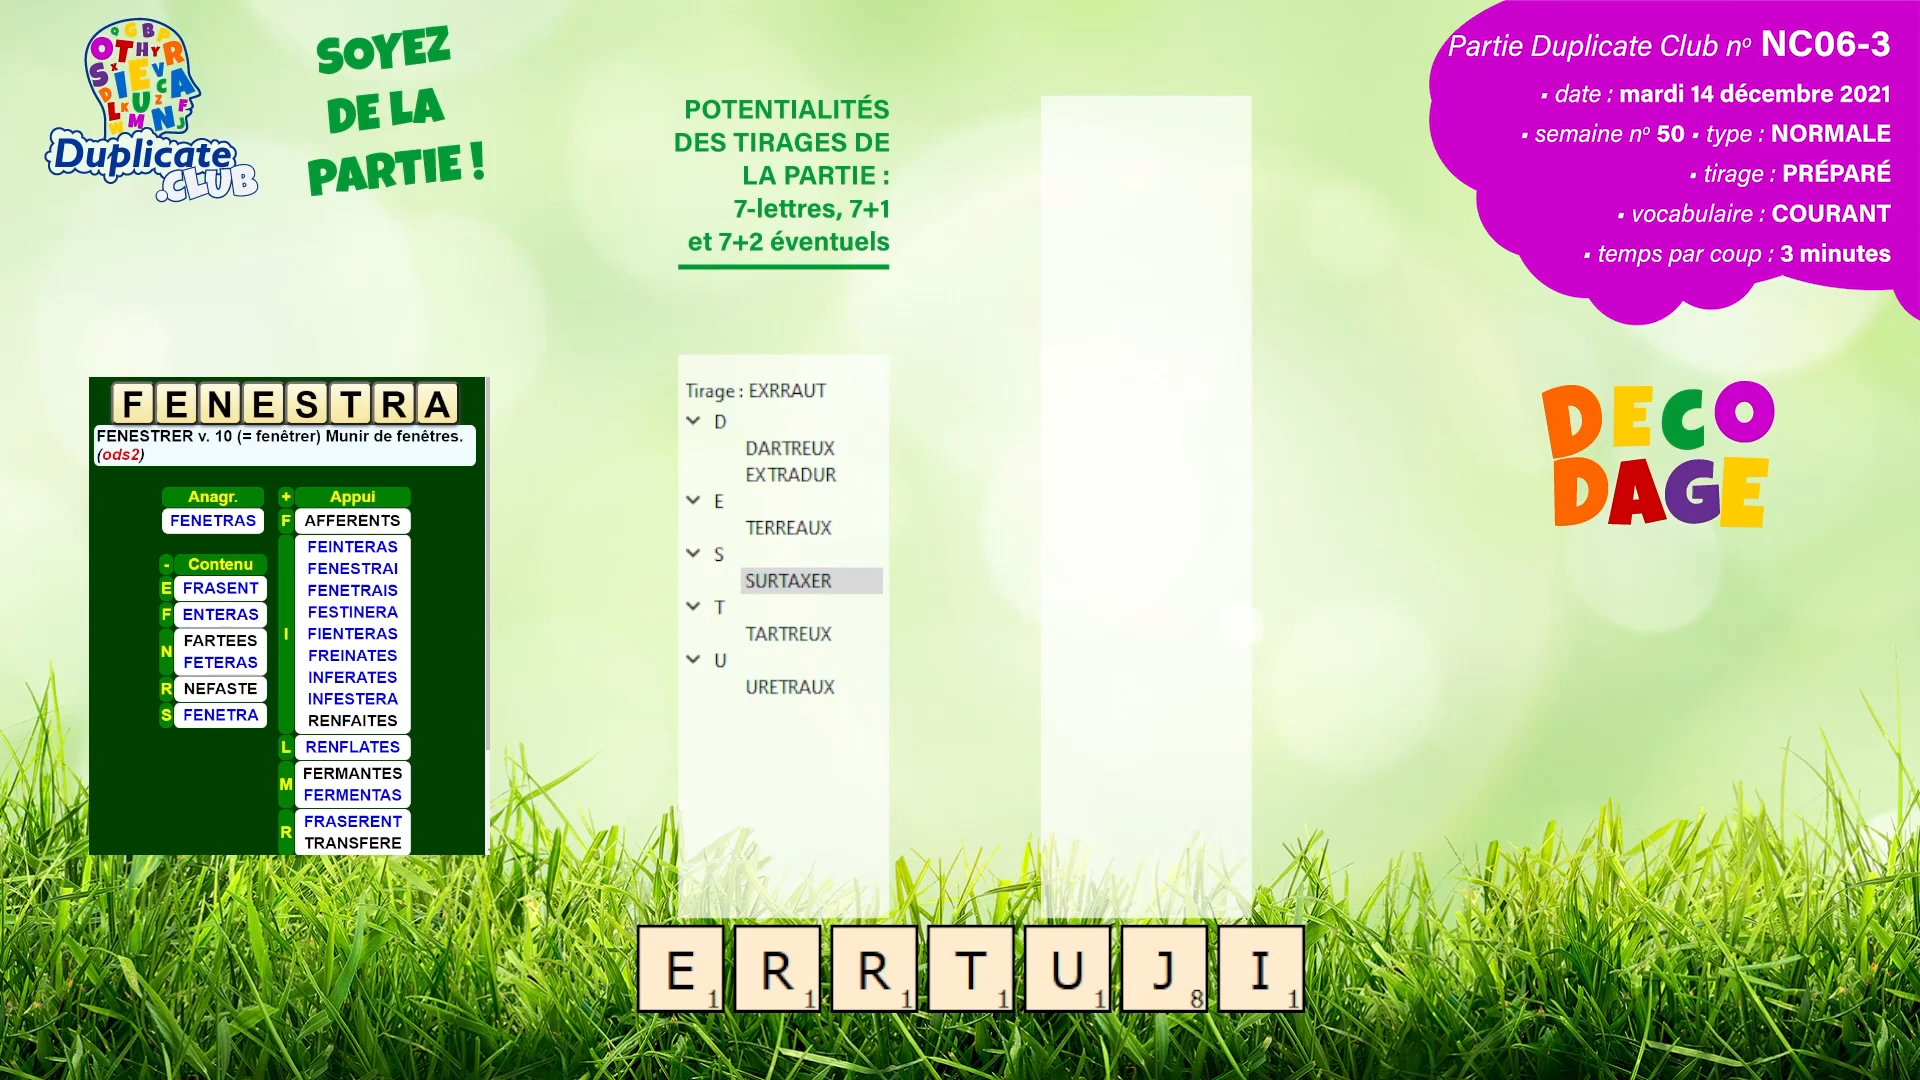 Duplicate
.CLUB
SOYEZ
DE LA
PARTIE !
POTENTIALITÉS
DES TIRAGES DE
LA PARTIE :
7-lettres, 7+1
et 7+2 éventuels
Partie Duplicate Club nº NC06-3
• date : mardi 14 décembre 2021
• semaine nº 50 • type : NORMALE
• tirage : PRÉPARÉ
• vocabulaire : COURANT
• temps par coup : 3 minutes
FENESTRA
FENESTRER v. 10 (= fenêtrer) Munir de fenêtres.
(ods2)
Anagr.
FENETRAS
- Contenu
E FRASENT
F ENTERAS
N FARTEES
FETERAS
R NEFASTE
S FENETRA
+ Appui
F AFFERENTS
I FEINTERAS
FENESTRAI
FENETRAIS
FESTINERA
FIENTERAS
FREINATES
INFERATES
INFESTERA
RENFAITES
L RENFLATES
M FERMANTES
FERMENTAS
R FRASERENT
TRANSFERE
Tirage : EXRRAUT
D
DARTREUX
EXTRADUR
E
TERREAUX
S
SURTAXER
T
TARTREUX
U
URETRAUX
DECO
DAGE
E1 R1 R1 T1 U1 J8 I1